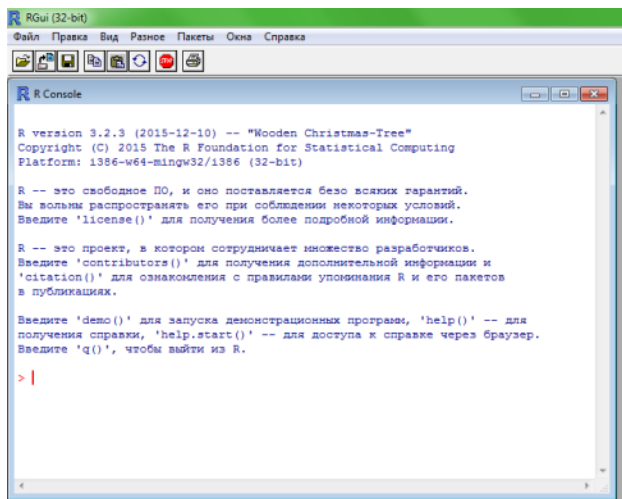 RGui (32-bit)
Файл Правка Вид Разное Пакеты Окна Справка
STOP
R Console
R version 3.2.3 (2015-12-10) -- "Wooden Christmas-Tree"
Copyright (C) 2015 The R Foundation for Statistical Computing
Platform: i386-w64-mingw32/i386 (32-bit)
R -- это свободное ПО, и оно поставляется безо всяких гарантий.
Вы вольны распространять его при соблюдении некоторых условий.
Введите 'license()' для получения более подробной информации.
R -- это проект, в котором сотрудничает множество разработчиков.
Введите 'contributors()' для получения дополнительной информации и
'citation()' для ознакомления с правилами упоминания R и его пакетов
в публикациях.
Введите 'demo()' для запуска демонстрационных программ, 'help()' -- для
получения справки, 'help.start()' -- для доступа к справке через браузер.
Введите 'q()', чтобы выйти из R.
>